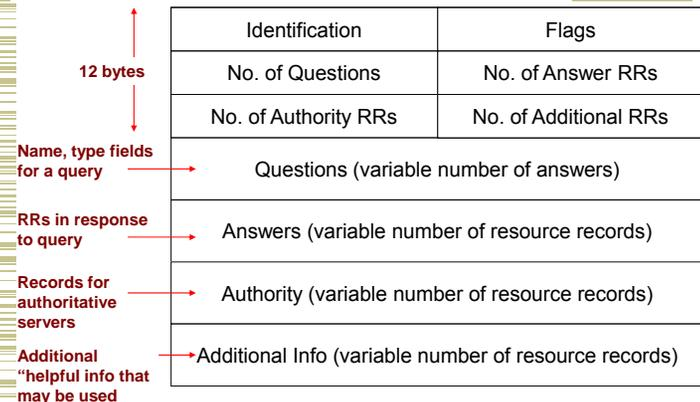 Identification Flags
12 bytes No. of Questions No. of Answer RRs
No. of Authority RRs No. of Additional RRs
Name, type fields
for a query
Questions (variable number of answers)
RRs in response
to query
Answers (variable number of resource records)
Records for
authoritative
servers
Authority (variable number of resource records)
Additional
“helpful info that
may be used
Additional Info (variable number of resource records)